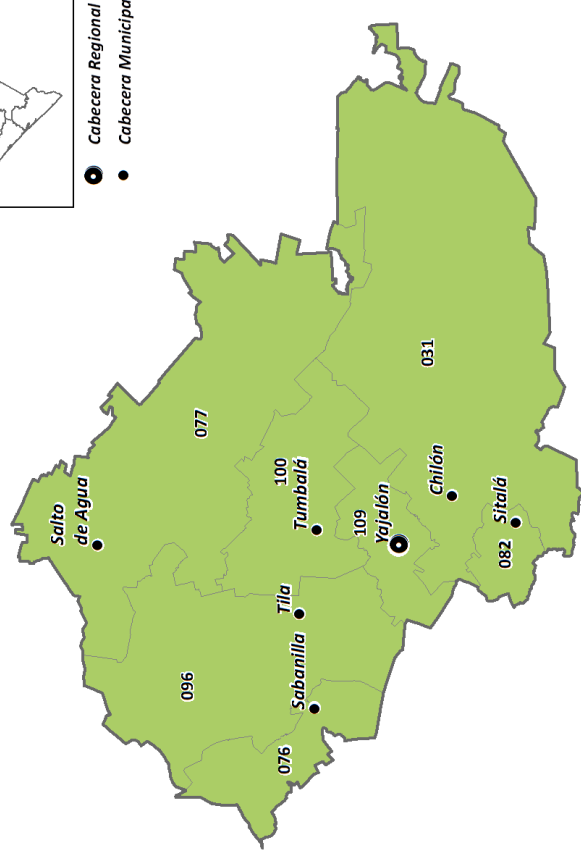 Cabecera Regional
Cabecera Municipa
Salto
de Agua
077
100
Tumbalá
031
109
Yajalón
Chilón
Sitalá
082
Tila
096
Sabanilla
076